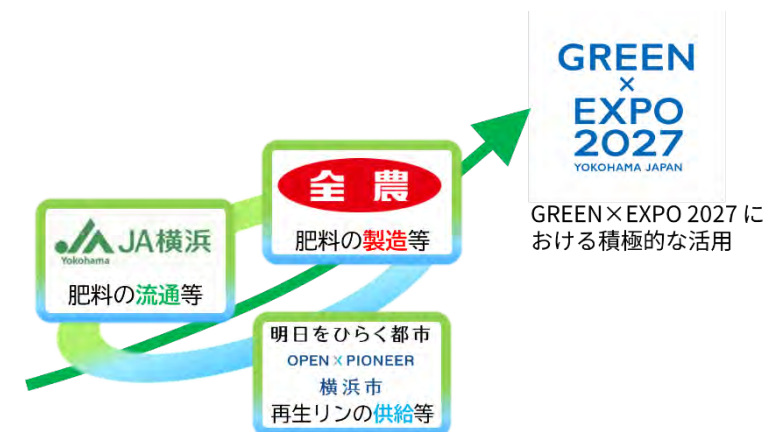 GREEN
×
EXPO
2027
YOKOHAMA JAPAN
GREEN×EXPO 2027 に
おける積極的な活用
全農
肥料の製造等
JA横浜
Yokohama
肥料の流通等
明日をひらく都市
OPEN×PIONEER
横浜市
再生リンの供給等